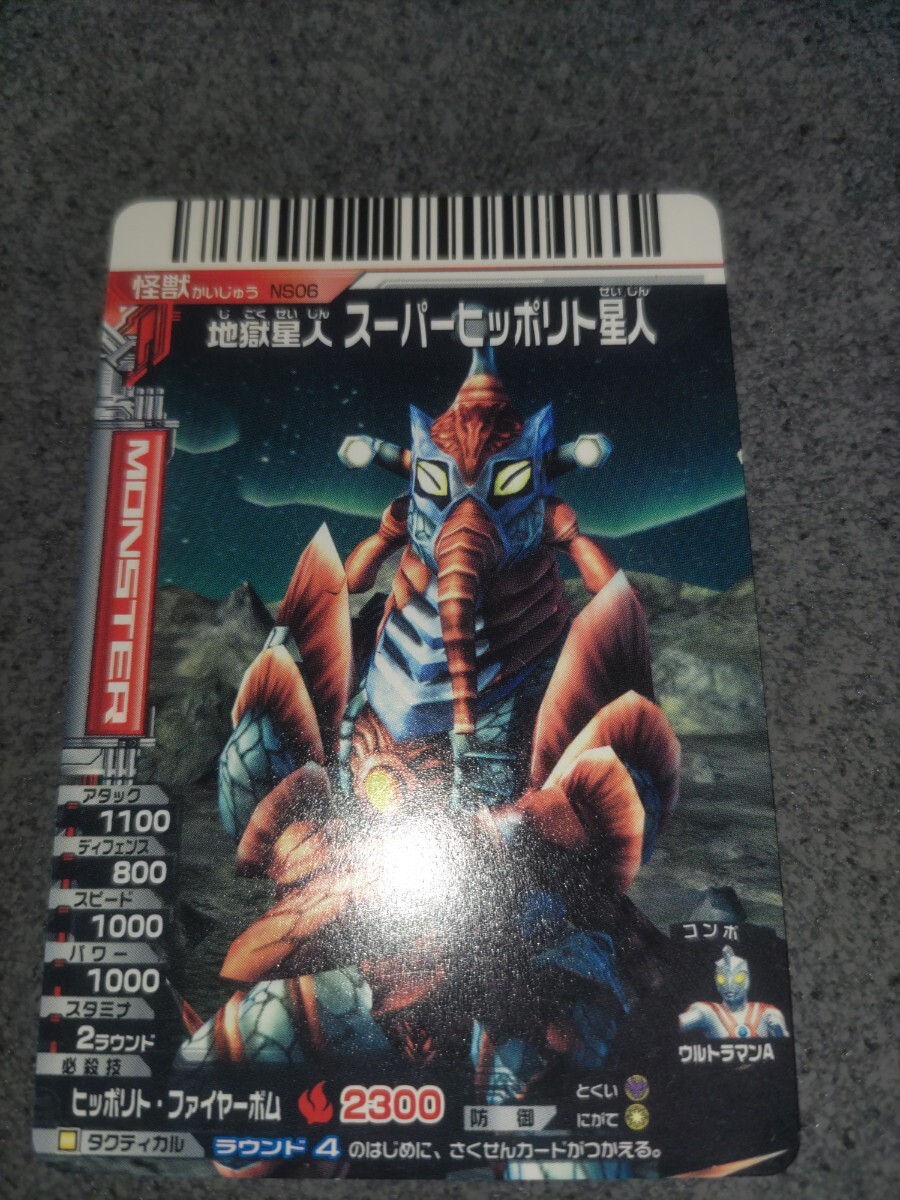 怪獣 かいじゅう NS06
じごくせいじん せいじん
地獄星人 スーパーヒッポリト星人
MONSTER
アタック
1100
ディフェンス
800
スピード
1000
パワー
1000
スタミナ
2ラウンド
必殺技
ヒッポリト・ファイヤーボム 2300
防御
とくい
にがて
コンボ
ウルトラマンA
タクティカル ラウンド 4 のはじめに、さくせんカードがつかえる。